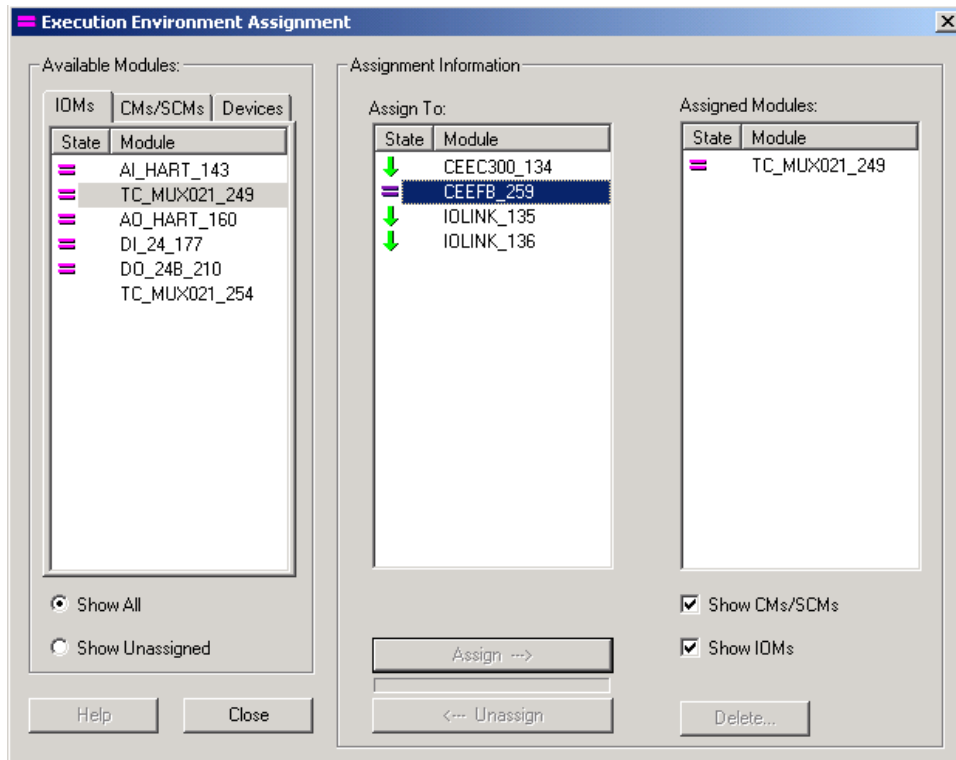 Execution Environment Assignment
Available Modules:
IOMs CMs/SCMs Devices
State Module
AI_HART_143
TC_MUX021_249
AO_HART_160
DI_24_177
DO_24B_210
TC_MUX021_254
Show All
Show Unassigned
Help Close
Assignment Information
Assign To:
State Module
CEEC300_134
CEEFB_259
IOLINK_135
IOLINK_136
Assign --->
<--- Unassign
Assigned Modules:
State Module
TC_MUX021_249
Show CMs/SCMs
Show IOMs
Delete...